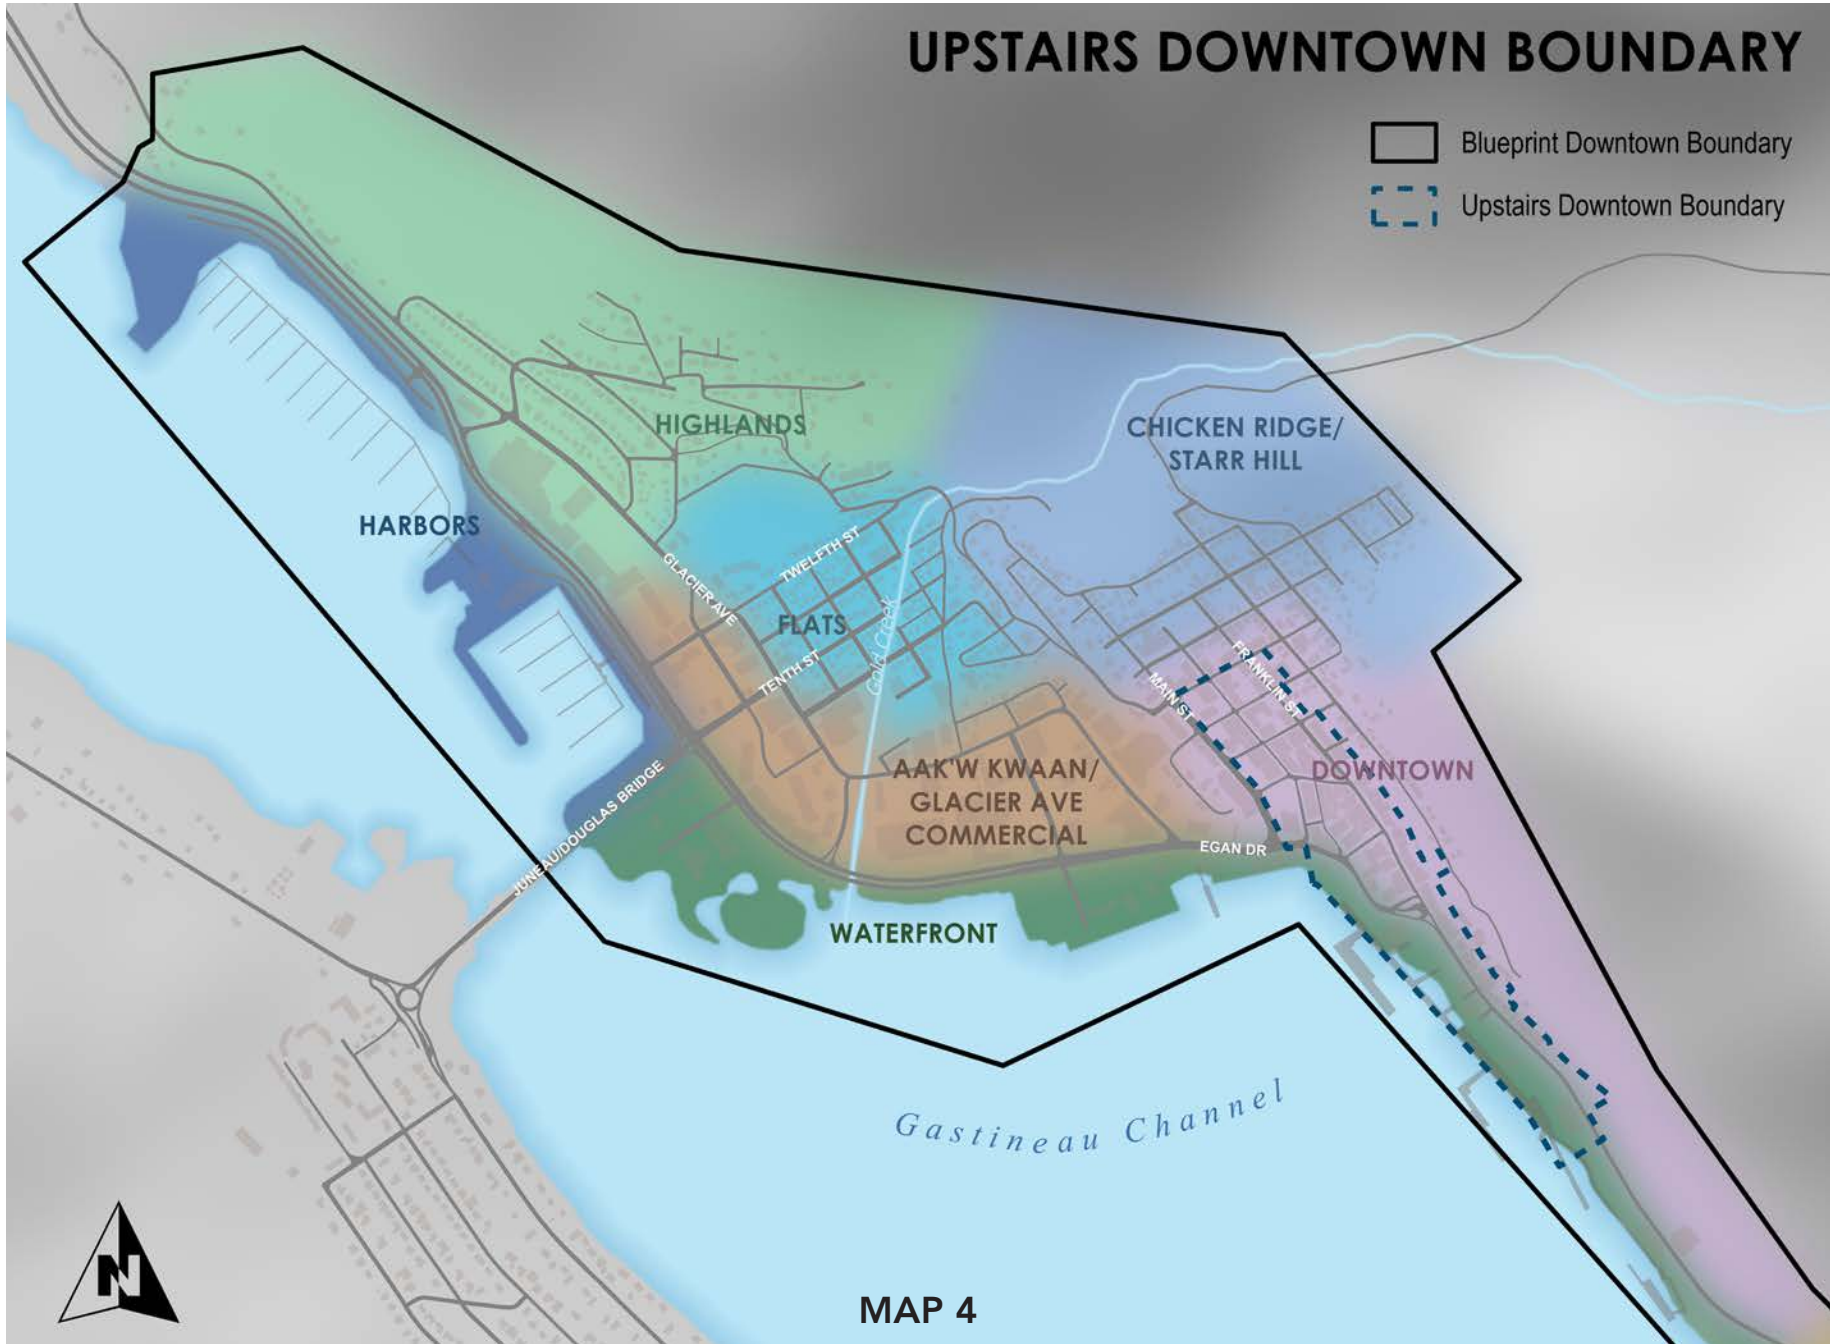 UPSTAIRS DOWNTOWN BOUNDARY
Blueprint Downtown Boundary
Upstairs Downtown Boundary
HIGHLANDS
CHICKEN RIDGE/
STARR HILL
HARBORS
TWELFTH ST
GLACIER AVE
FLATS
Gold Creek
TENTH ST
FRANKLIN ST
MAIN ST
DOWNTOWN
AAK'W KWAAN/
GLACIER AVE
COMMERCIAL
JUNEAU/DOUGLAS BRIDGE
EGAN DR
WATERFRONT
Gastineau Channel
N
MAP 4